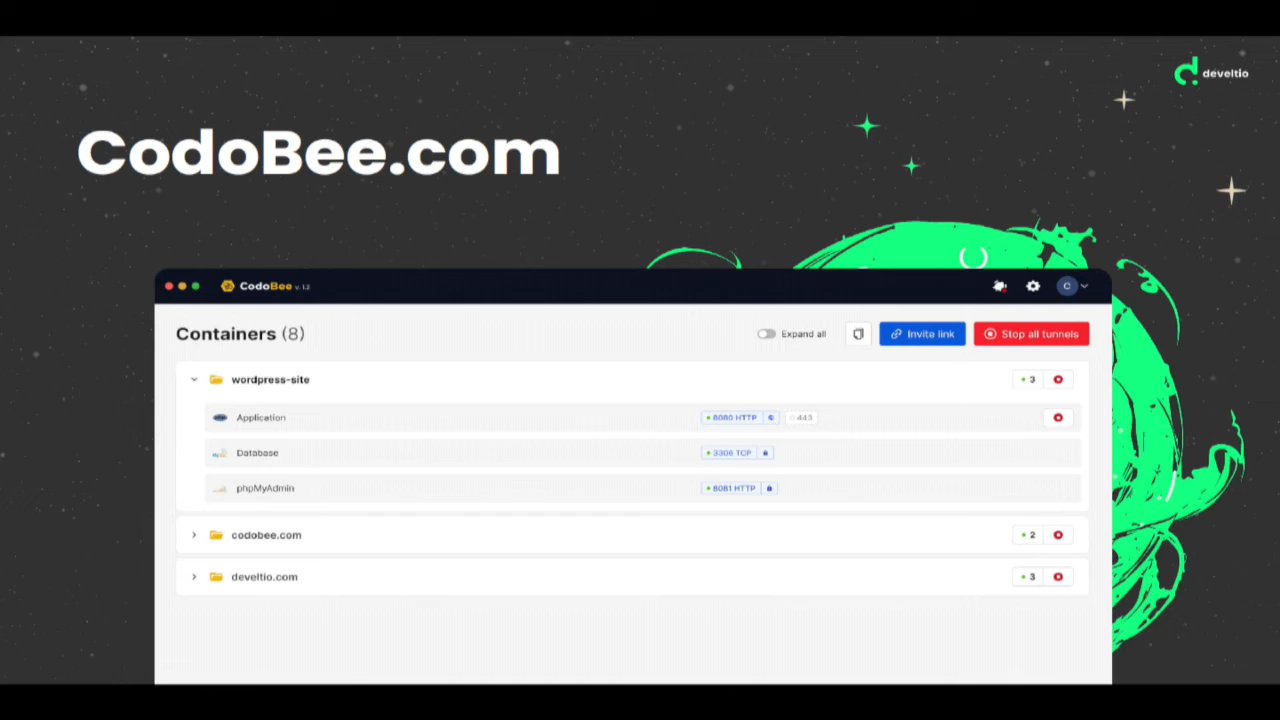 develtio
CodoBee.com
CodoBee v. 1.2
C
Containers (8)
Expand all
Invite link
Stop all tunnels
wordpress-site
3
Application
8080 HTTP
443
Database
3306 TCP
phpMyAdmin
8081 HTTP
codobee.com
2
develtio.com
3